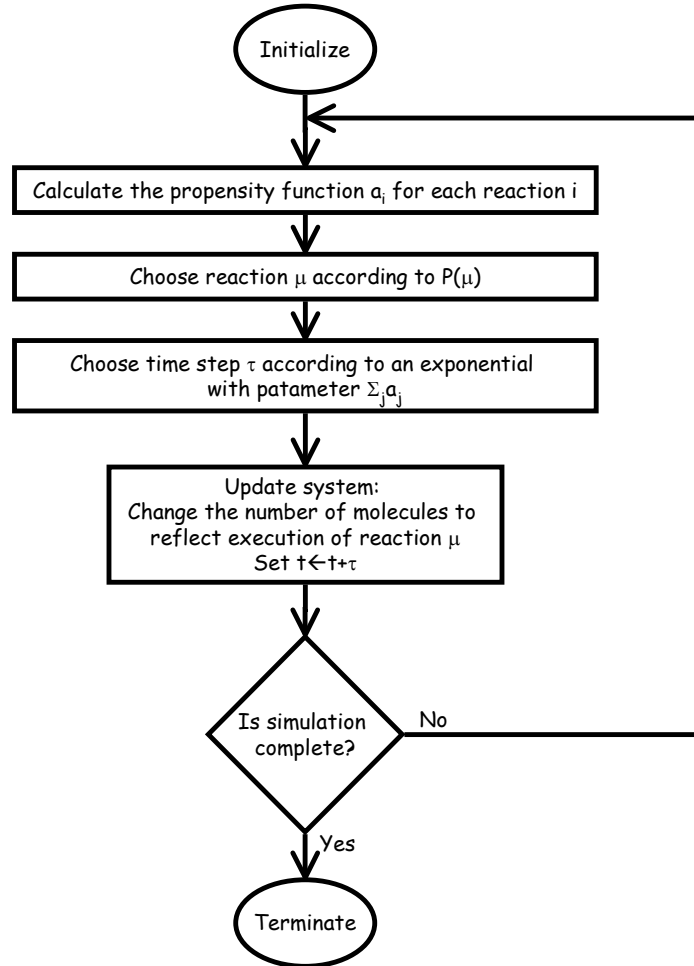 Initialize
Calculate the propensity function aᵢ for each reaction i
Choose reaction μ according to P(μ)
Choose time step τ according to an exponential
with patameter Σⱼaⱼ
Update system:
Change the number of molecules to
reflect execution of reaction μ
Set t←t+τ
Is simulation
complete?
No
Yes
Terminate